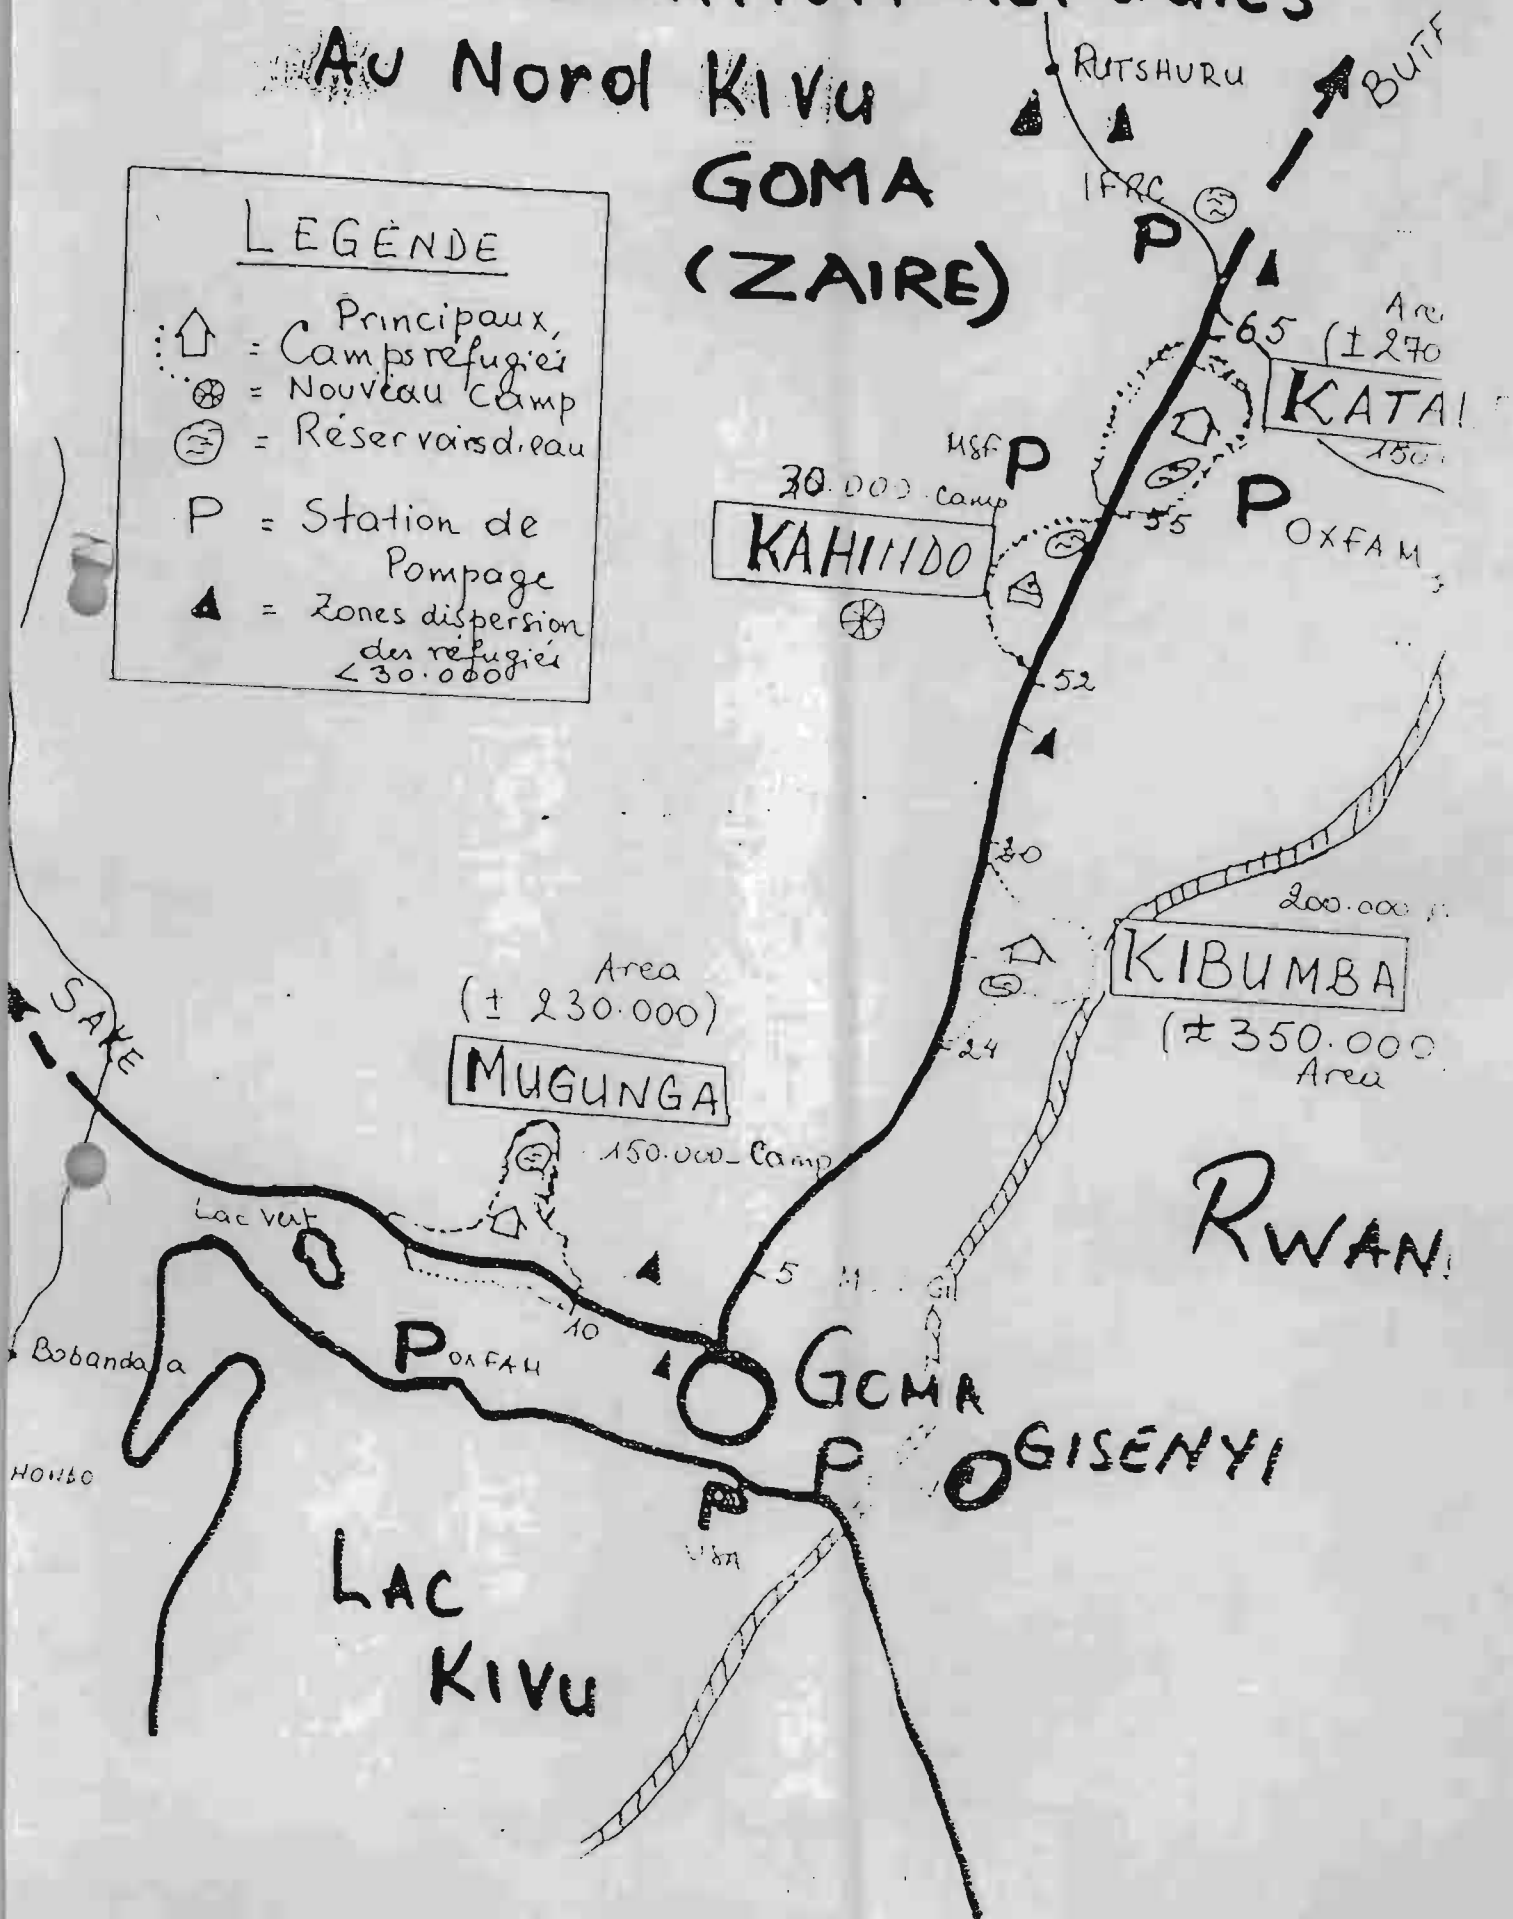 Au Nord KIVU
GOMA
(ZAIRE)
RUTSHURU
IFRC
P
LEGENDE
Principaux,
= Camps réfugiés
= Nouveau Camp
= Réservoirs d'eau
P = Station de
Pompage
= Zones dispersion
des réfugiés
< 30.000
65
(± 270
KATA
150
MSF P
30.000 Camp
KAHINDO
55
P OXFAM
52
30
200.000
KIBUMBA
(± 350.000
Area
24
SAKE
Area
(± 230.000)
MUGUNGA
150.000 - Camp
RWAN
Lac Vert
5
10
Bobandana
P OXFAM
GOMA
GISENYI
P
P
USA
LAC
KIVU